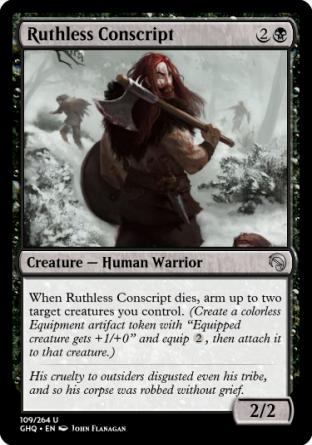 Ruthless Conscript 2
Creature — Human Warrior
When Ruthless Conscript dies, arm up to two
target creatures you control. (Create a colorless
Equipment artifact token with “Equipped
creature gets +1/+0” and equip 2, then attach it
to that creature.)
His cruelty to outsiders disgusted even his tribe,
and so his corpse was robbed without grief.
2/2
109/264 U
GHQ • EN John Flanagan